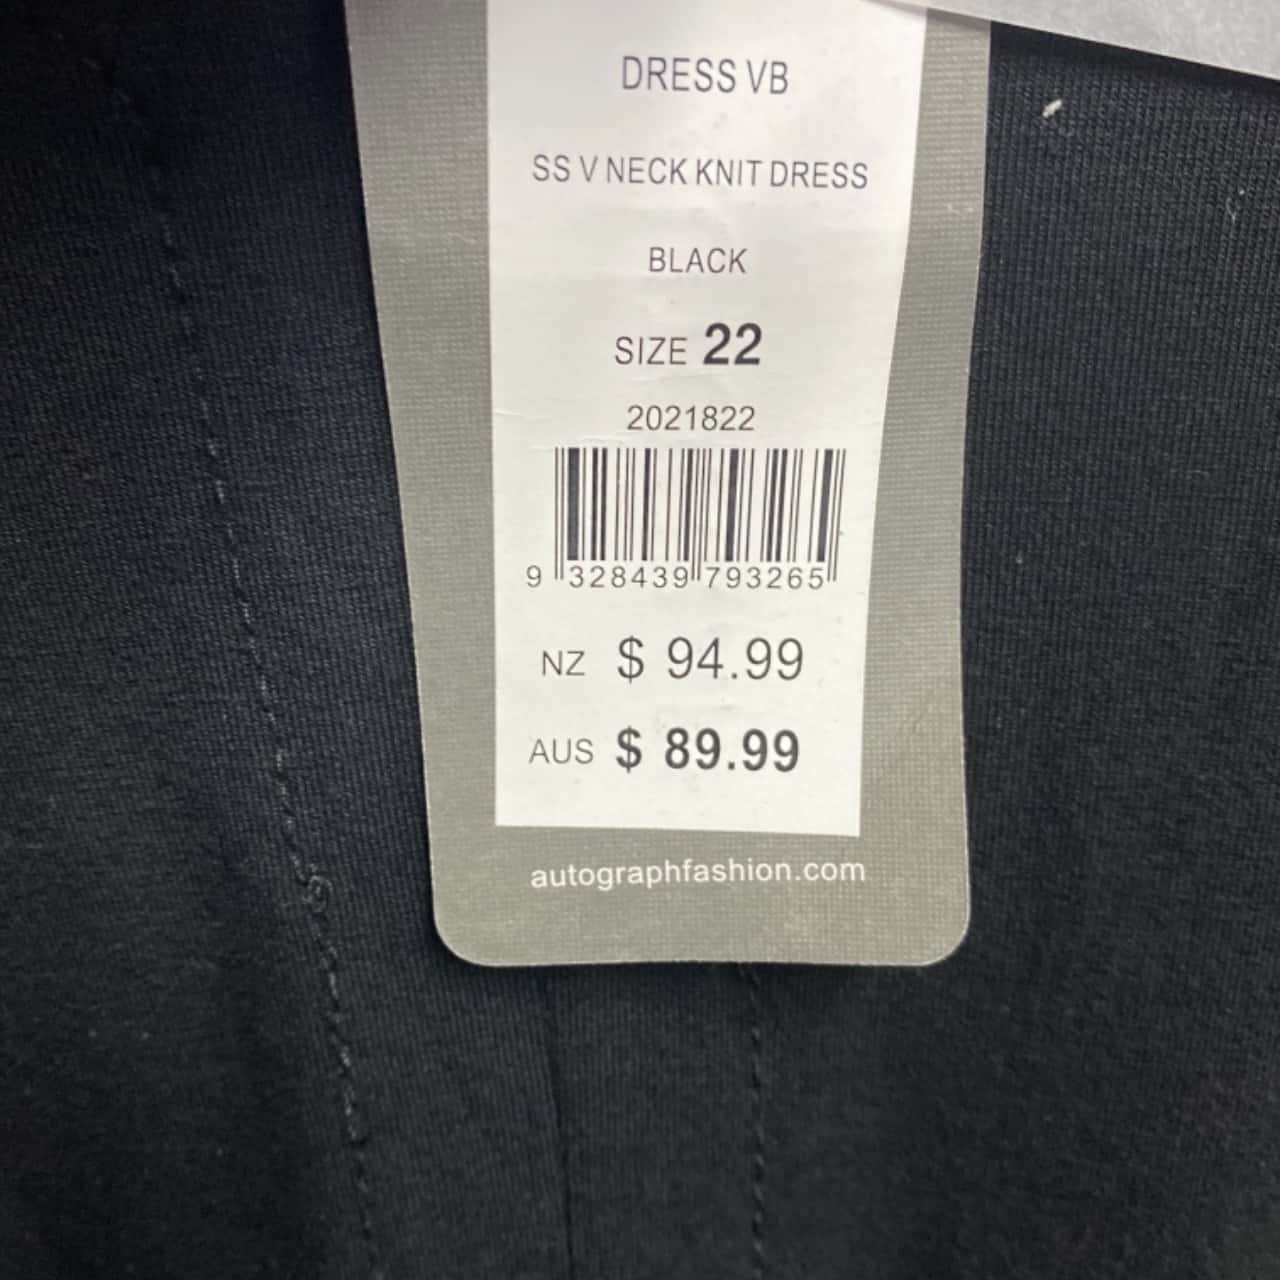 DRESS VB
SS V NECK KNIT DRESS
BLACK
SIZE 22
2021822
9 328439 793265
NZ $ 94.99
AUS $ 89.99
autographfashion.com